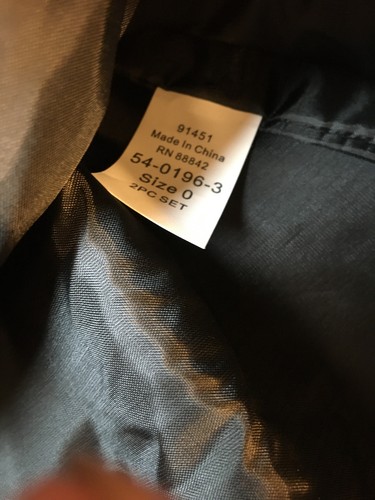 91451
Made In China
RN 88842
54-0196-3
Size 0
2PC SET